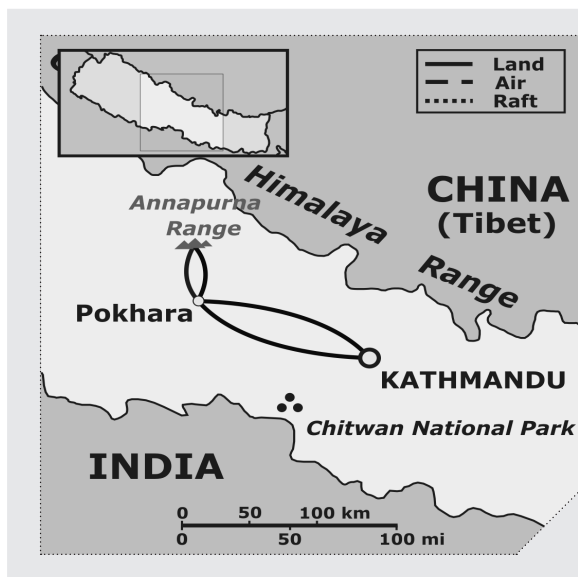 Land
Air
Raft
Himalaya
Range
CHINA
(Tibet)
Annapurna
Range
Pokhara
KATHMANDU
Chitwan National Park
INDIA
0 50 100 km
0 50 100 mi